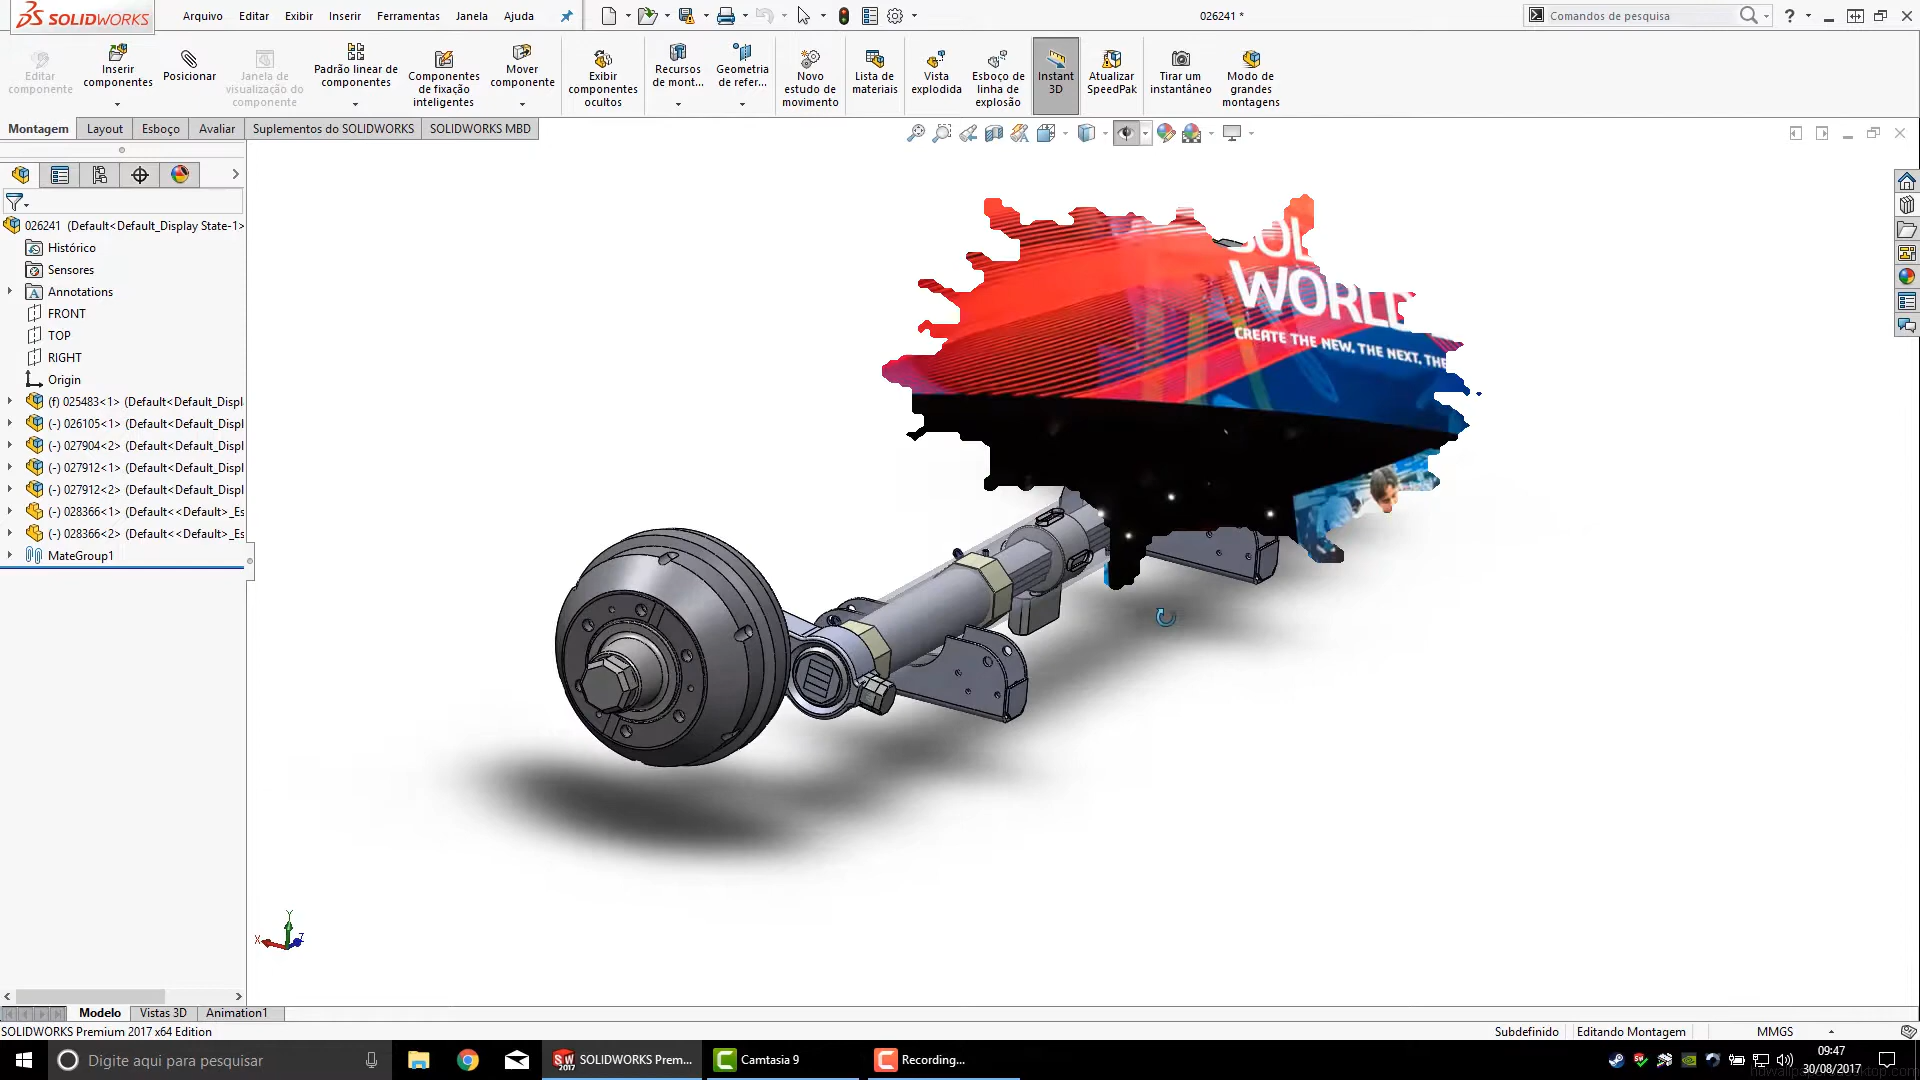 SOLIDWORKS
Arquivo Editar Exibir Inserir Ferramentas Janela Ajuda
026241 *
Comandos de pesquisa
Editar componente
Inserir componentes
Posicionar
Janela de visualização do componente
Padrão linear de componentes
Componentes de fixação inteligentes
Mover componente
Exibir componentes ocultos
Recursos de mont...
Geometria de refer...
Novo estudo de movimento
Lista de materiais
Vista explodida
Esboço de linha de explosão
Instant 3D
Atualizar SpeedPak
Tirar um instantâneo
Modo de grandes montagens
Montagem Layout Esboço Avaliar Suplementos do SOLIDWORKS SOLIDWORKS MBD
026241 (Default<Default_Display State-1>
Histórico
Sensores
Annotations
FRONT
TOP
RIGHT
Origin
(f) 025483<1> (Default<Default_Displ
(-) 026105<1> (Default<Default_Displ
(-) 027904<2> (Default<Default_Displ
(-) 027912<1> (Default<Default_Displ
(-) 027912<2> (Default<Default_Displ
(-) 028366<1> (Default<<Default>_Es
(-) 028366<2> (Default<<Default>_Es
MateGroup1
SOL
WORLD
CREATE THE NEW. THE NEXT. THE
Y
X
Z
Modelo Vistas 3D Animation1
SOLIDWORKS Premium 2017 x64 Edition
Subdefinido Editando Montagem MMGS
Digite aqui para pesquisar
SOLIDWORKS Prem...
Camtasia 9
Recording...
09:47
30/08/2017